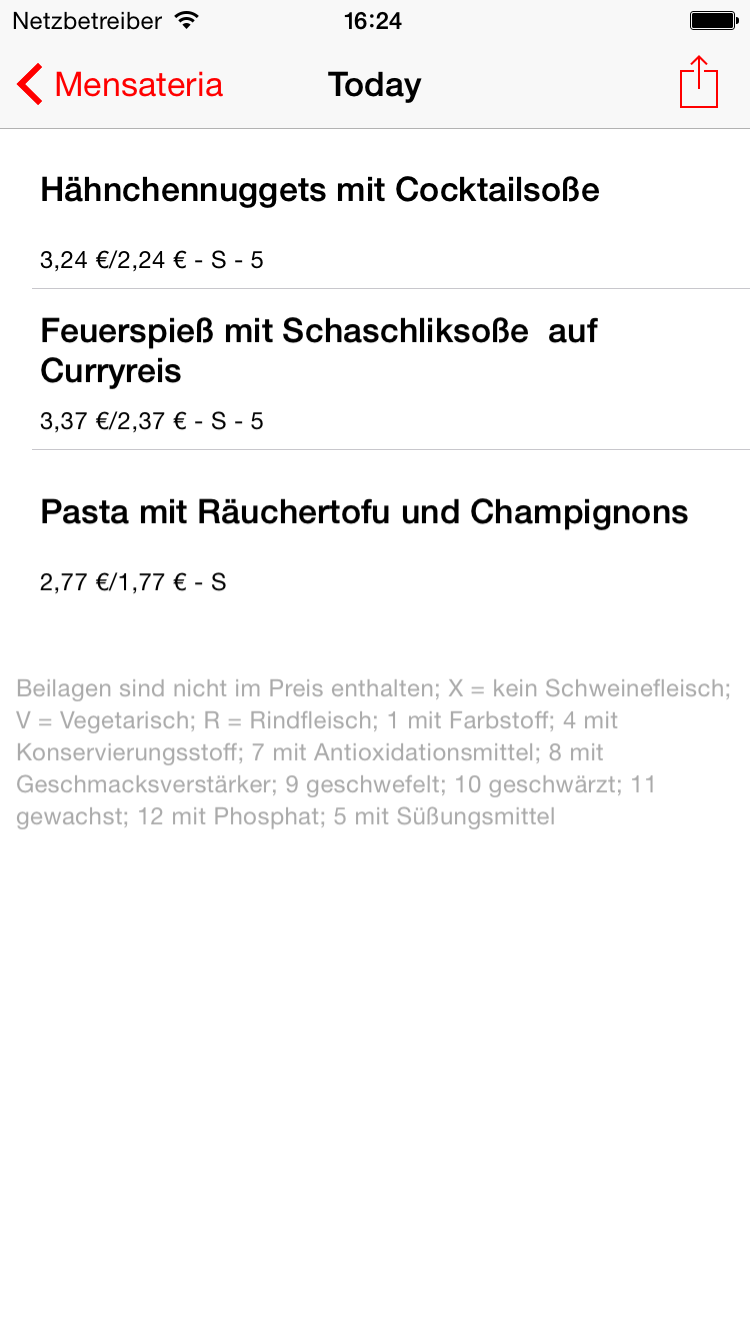 Netzbetreiber 16:24
Mensateria Today
Hähnchennuggets mit Cocktailsoße
3,24 €/2,24 € - S - 5
Feuerspieß mit Schaschliksoße  auf
Curryreis
3,37 €/2,37 € - S - 5
Pasta mit Räuchertofu und Champignons
2,77 €/1,77 € - S
Beilagen sind nicht im Preis enthalten; X = kein Schweinefleisch;
V = Vegetarisch; R = Rindfleisch; 1 mit Farbstoff; 4 mit
Konservierungsstoff; 7 mit Antioxidationsmittel; 8 mit
Geschmacksverstärker; 9 geschwefelt; 10 geschwärzt; 11
gewachst; 12 mit Phosphat; 5 mit Süßungsmittel